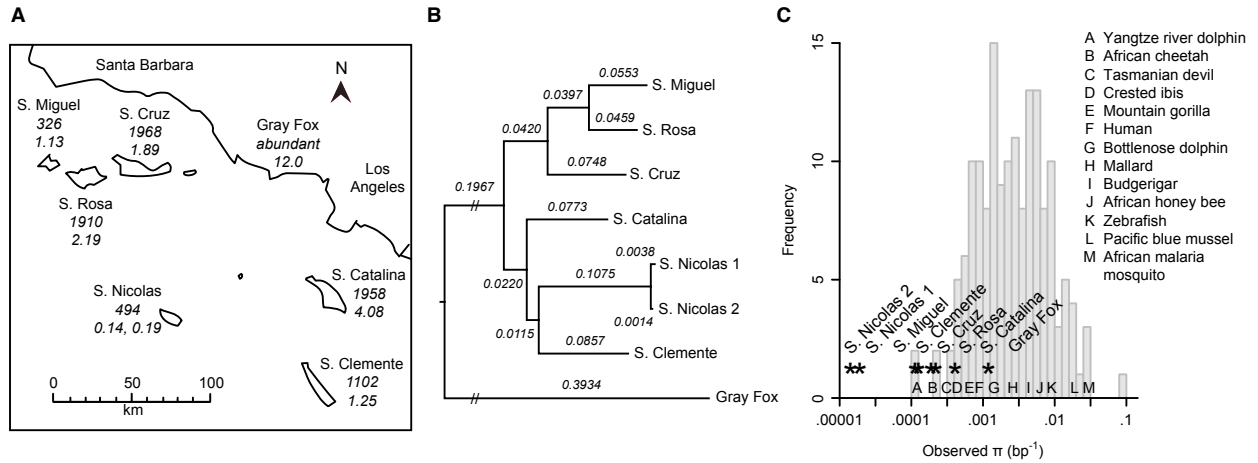 A
Santa Barbara
N
S. Miguel
326
1.13
S. Cruz
1968
1.89
Gray Fox
abundant
12.0
Los
Angeles
S. Rosa
1910
2.19
S. Nicolas
494
0.14, 0.19
S. Catalina
1958
4.08
S. Clemente
1102
1.25
0 50 100
km
B
0.0553
S. Miguel
0.0397
0.0459
S. Rosa
0.0420
0.0748
S. Cruz
0.1967
//
0.0773
S. Catalina
0.0038
S. Nicolas 1
0.1075
0.0220
S. Nicolas 2
0.0014
0.0115
0.0857
S. Clemente
0.3934
//
Gray Fox
C
15
10
5
0
Frequency
S. Nicolas 2
S. Nicolas 1
S. Miguel
S. Clemente
S. Cruz
S. Rosa
S. Catalina
Gray Fox
** ** ** * *
A B C D E F G H I J K L M
.00001 .0001 .001 .01 .1
Observed π (bp⁻¹)
A Yangtze river dolphin
B African cheetah
C Tasmanian devil
D Crested ibis
E Mountain gorilla
F Human
G Bottlenose dolphin
H Mallard
I Budgerigar
J African honey bee
K Zebrafish
L Pacific blue mussel
M African malaria
mosquito